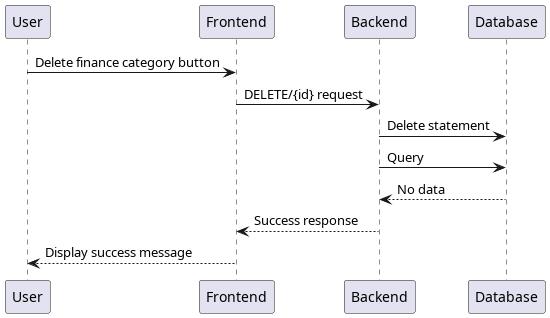 User Frontend Backend Database
Delete finance category button
DELETE/{id} request
Delete statement
Query
No data
Success response
Display success message
User Frontend Backend Database